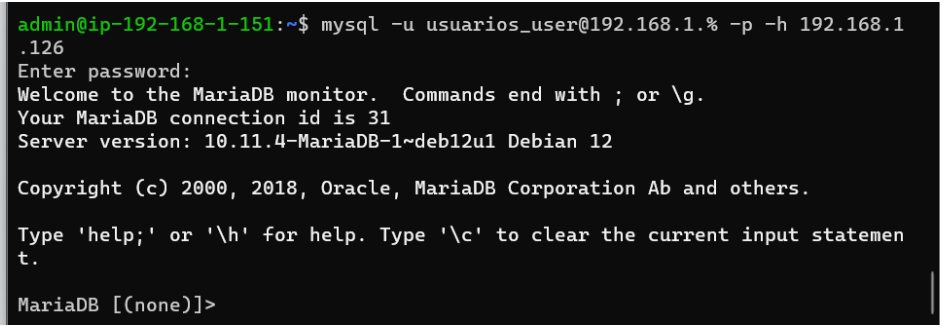 admin@ip-192-168-1-151:~$ mysql -u usuarios_user@192.168.1.% -p -h 192.168.1
.126
Enter password:
Welcome to the MariaDB monitor.  Commands end with ; or \g.
Your MariaDB connection id is 31
Server version: 10.11.4-MariaDB-1~deb12u1 Debian 12
Copyright (c) 2000, 2018, Oracle, MariaDB Corporation Ab and others.
Type 'help;' or '\h' for help. Type '\c' to clear the current input statemen
t.
MariaDB [(none)]>